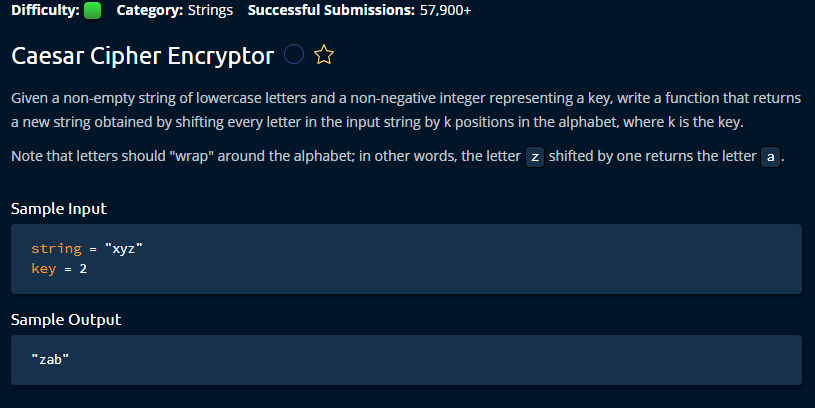 Difficulty: Category: Strings Successful Submissions: 57,900+
Caesar Cipher Encryptor
Given a non-empty string of lowercase letters and a non-negative integer representing a key, write a function that returns
a new string obtained by shifting every letter in the input string by k positions in the alphabet, where k is the key.
Note that letters should "wrap" around the alphabet; in other words, the letter z shifted by one returns the letter a.
Sample Input
string = "xyz"
key = 2
Sample Output
"zab"